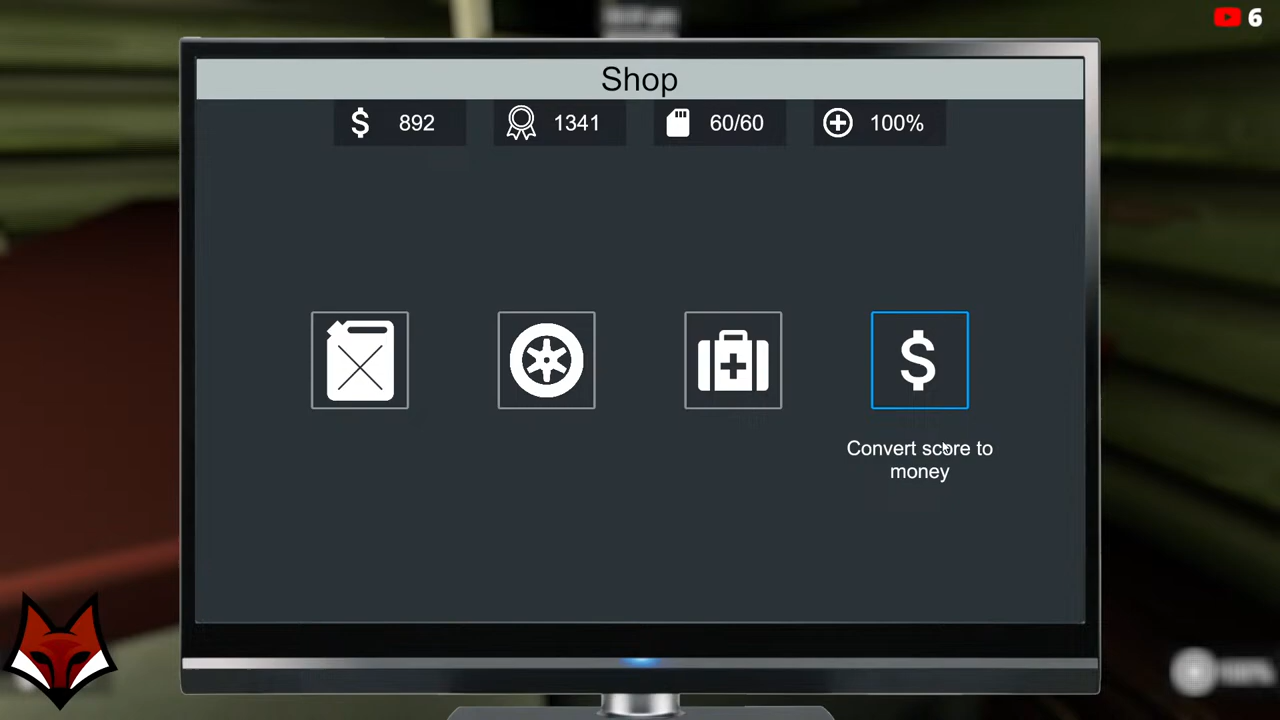 6
Shop
$ 892
1341
60/60
100%
$
Convert score to
money